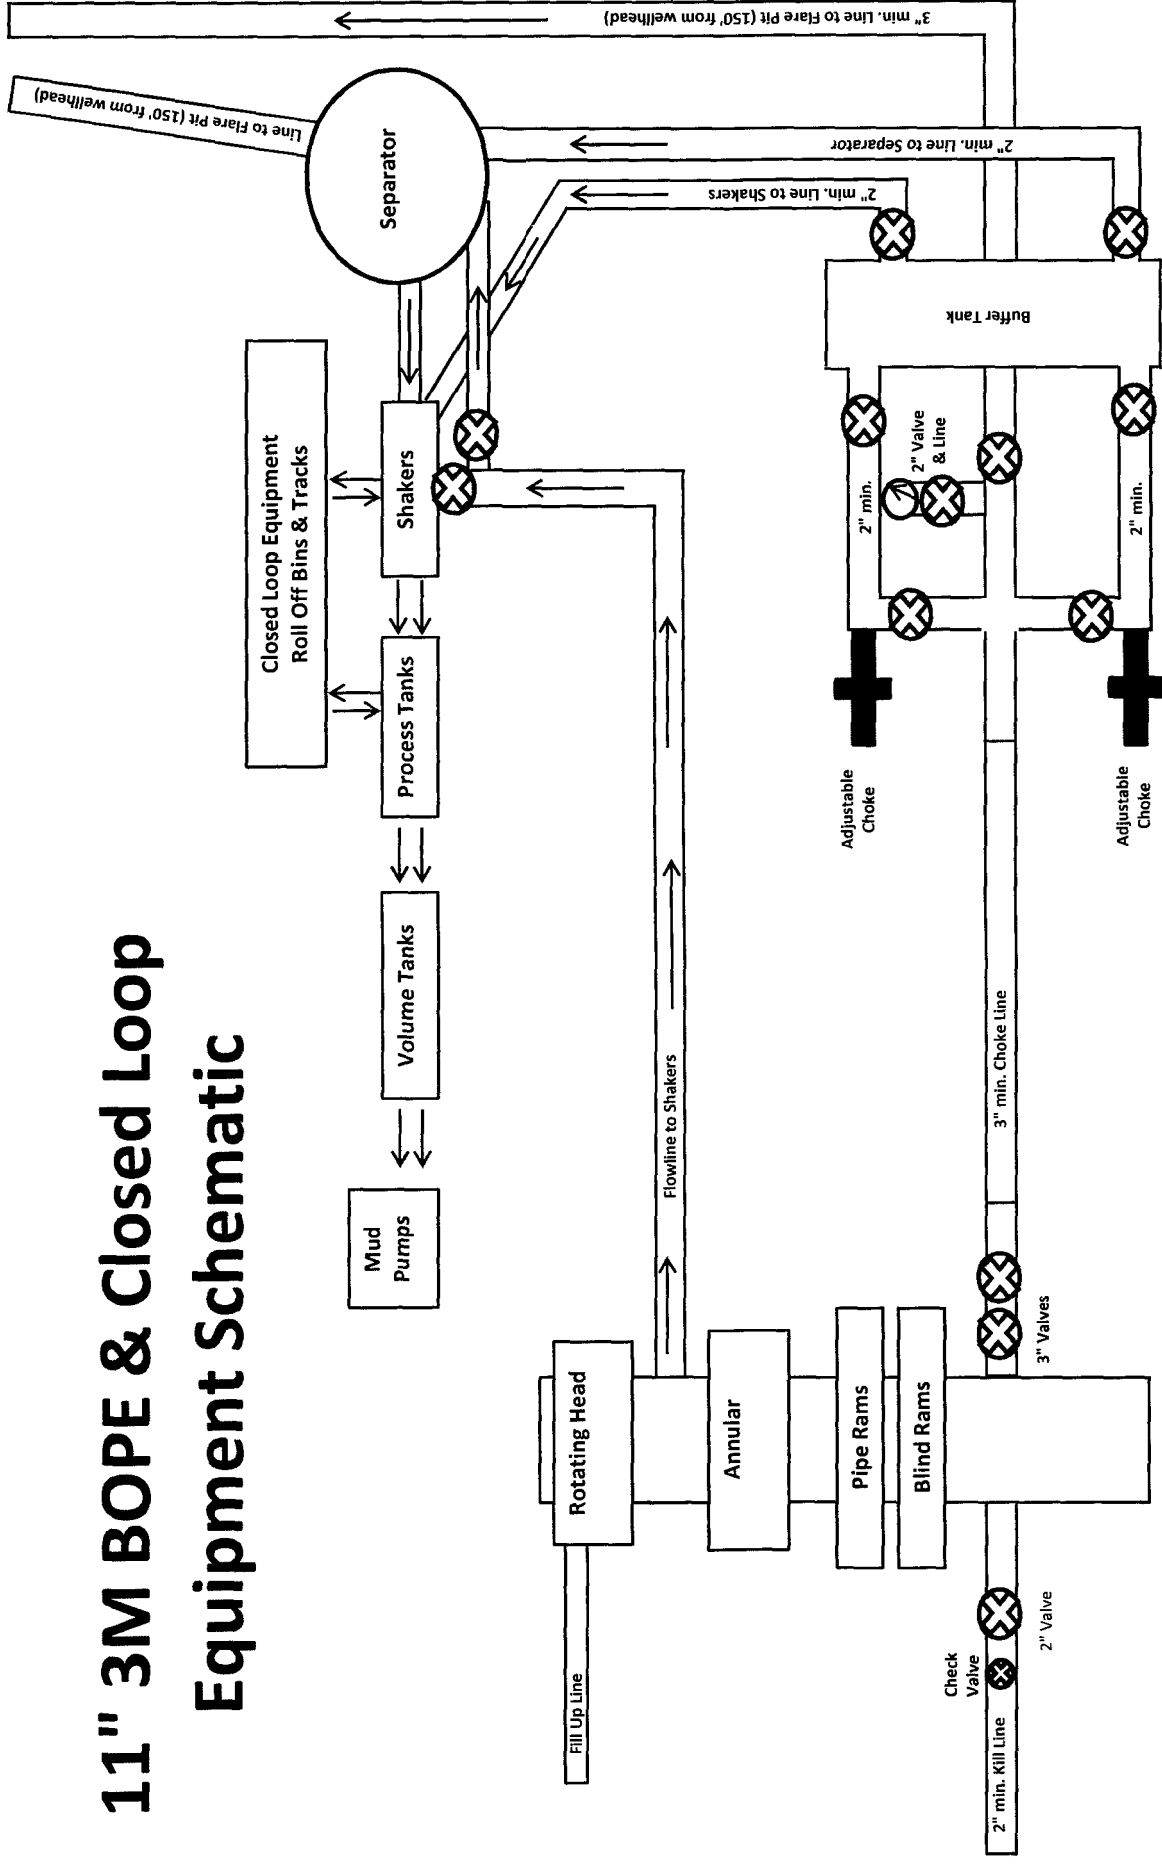 11" 3M BOPE & Closed Loop
Equipment Schematic
3" min. Line to Flare Pit (150' from wellhead)
Line to Flare Pit (150' from wellhead)
Separator
2" min. Line to Separator
2" min. Line to Shakers
Closed Loop Equipment
Roll Off Bins & Tracks
Shakers
Process Tanks
Volume Tanks
Mud
Pumps
Buffer Tank
2" Valve
& Line
2" min.
2" min.
Adjustable
Choke
Adjustable
Choke
Flowline to Shakers
3" min. Choke Line
3" Valves
Rotating Head
Annular
Pipe Rams
Blind Rams
Fill Up Line
Check
Valve
2" Valve
2" min. Kill Line